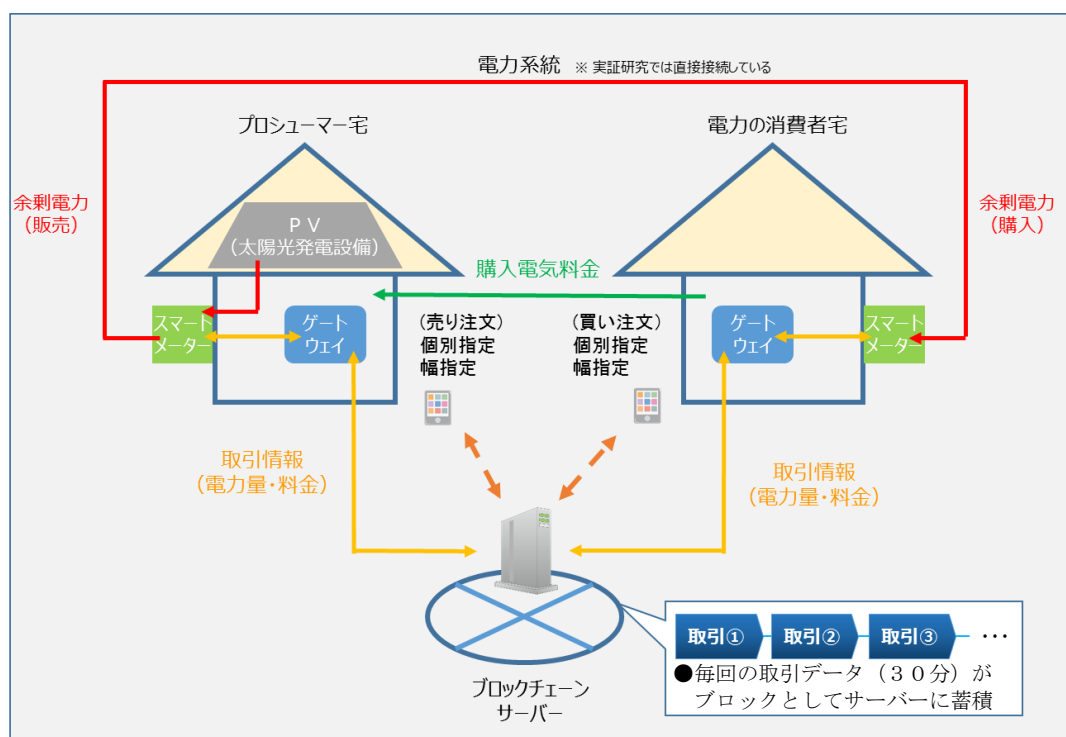 電力系統 ※ 実証研究では直接接続している
プロシューマー宅
電力の消費者宅
余剰電力
（販売）
ＰＶ
（太陽光発電設備）
余剰電力
（購入）
購入電気料金
スマート
メーター
ゲート
ウェイ
（売り注文）
個別指定
幅指定
（買い注文）
個別指定
幅指定
ゲート
ウェイ
スマート
メーター
取引情報
（電力量・料金）
取引情報
（電力量・料金）
ブロックチェーン
サーバー
取引① 取引② 取引③ ・・・
●毎回の取引データ（３０分）が
ブロックとしてサーバーに蓄積